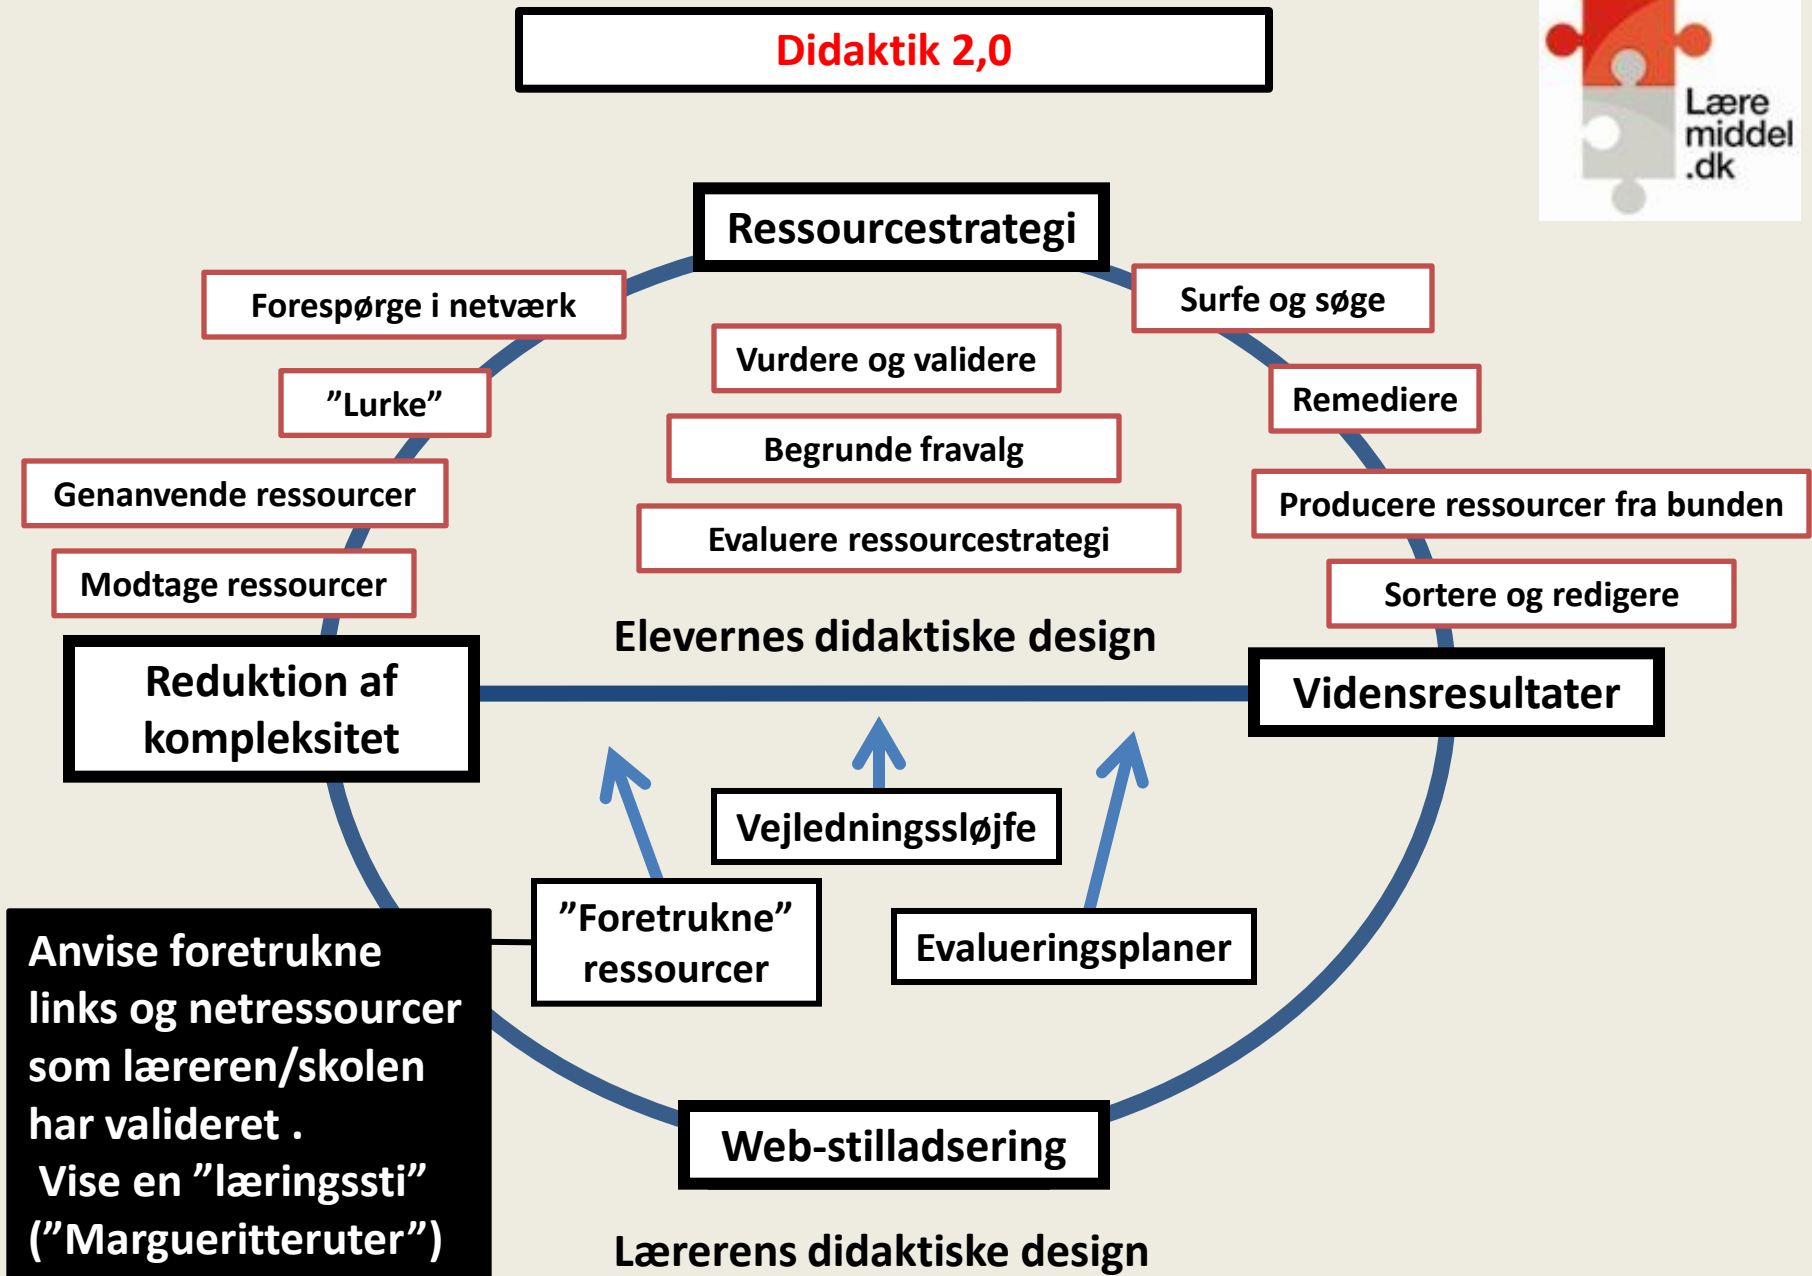 Didaktik 2,0
Lære
middel
.dk
Ressourcestrategi
Forespørge i netværk
Surfe og søge
Vurdere og validere
”Lurke”
Remediere
Begrunde fravalg
Genanvende ressourcer
Producere ressourcer fra bunden
Evaluere ressourcestrategi
Modtage ressourcer
Sortere og redigere
Elevernes didaktiske design
Reduktion af
kompleksitet
Vidensresultater
Vejledningssløjfe
”Foretrukne”
ressourcer
Evalueringsplaner
Anvise foretrukne
links og netressourcer
som læreren/skolen
har valideret .
Vise en ”læringssti”
(”Margueritteruter”)
Web-stilladsering
Lærerens didaktiske design